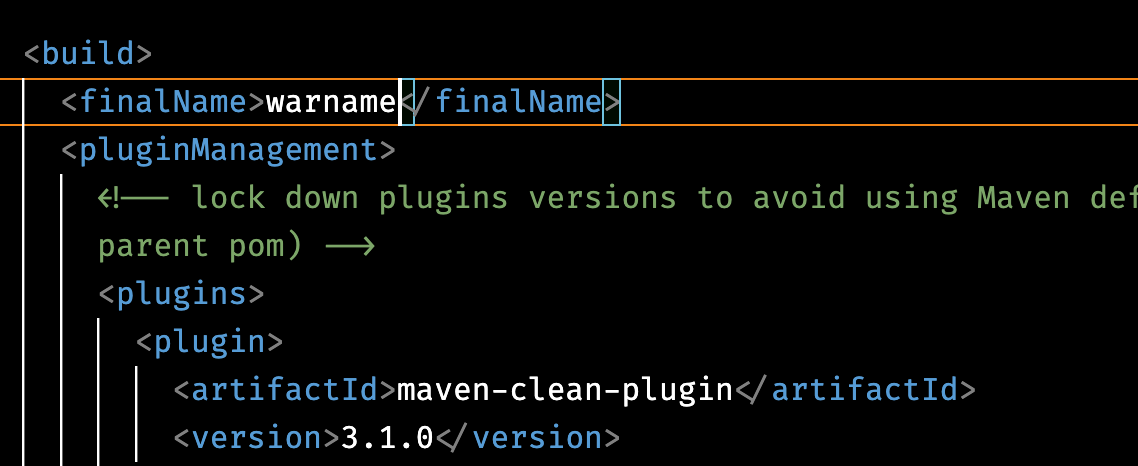 <build>
<finalName>warname</finalName>
<pluginManagement>
<!-- lock down plugins versions to avoid using Maven def
parent pom) -->
<plugins>
<plugin>
<artifactId>maven-clean-plugin</artifactId>
<version>3.1.0</version>